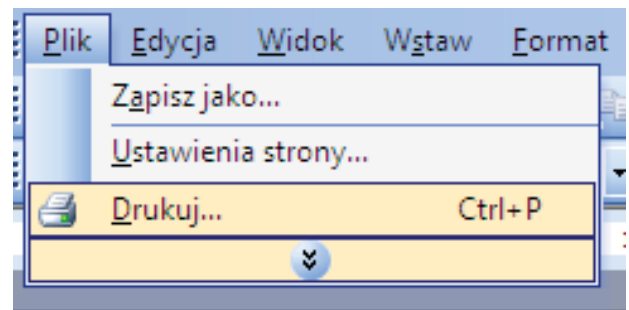 Plik Edycja Widok Wstaw Format
Zapisz jako...
Ustawienia strony...
Drukuj... Ctrl+P